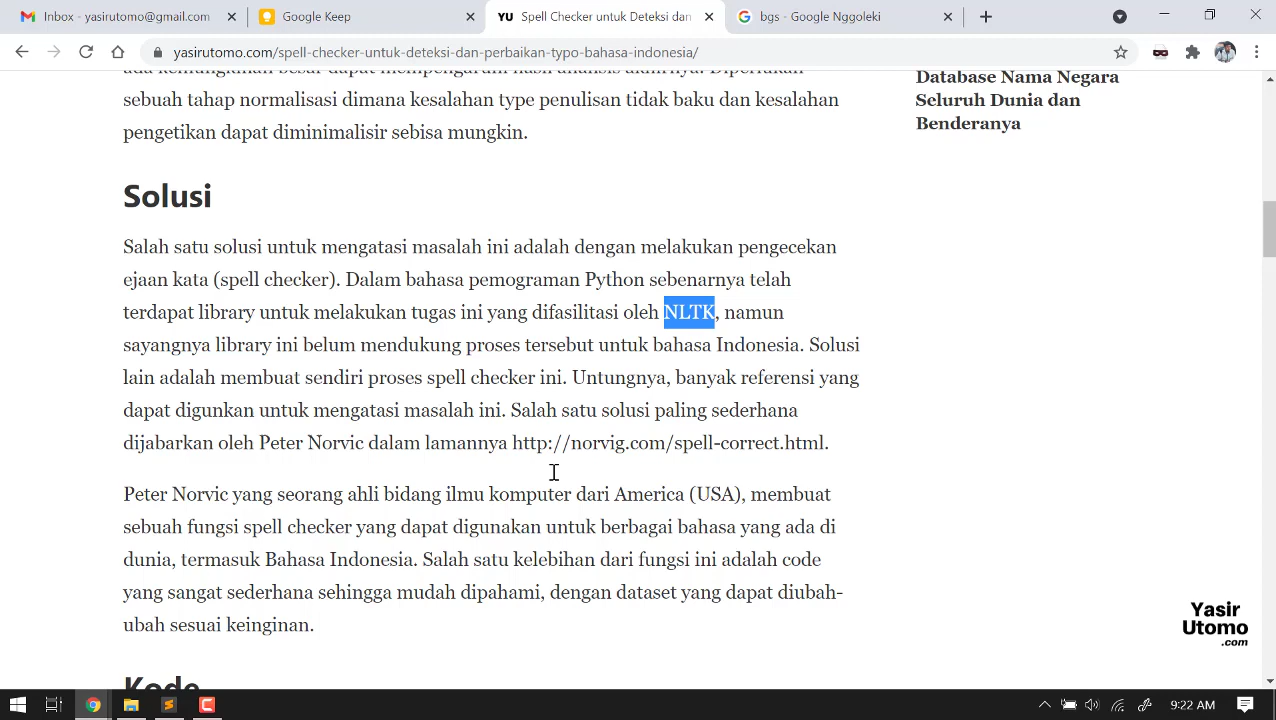 Inbox - yasirutomo@gmail.com
Google Keep
YU Spell Checker untuk Deteksi dan
bgs - Google Nggoleki
yasirutomo.com/spell-checker-untuk-deteksi-dan-perbaikan-typo-bahasa-indonesia/
sebuah tahap normalisasi dimana kesalahan type penulisan tidak baku dan kesalahan
pengetikan dapat diminimalisir sebisa mungkin.
Database Nama Negara
Seluruh Dunia dan
Benderanya
Solusi
Salah satu solusi untuk mengatasi masalah ini adalah dengan melakukan pengecekan
ejaan kata (spell checker). Dalam bahasa pemograman Python sebenarnya telah
terdapat library untuk melakukan tugas ini yang difasilitasi oleh NLTK, namun
sayangnya library ini belum mendukung proses tersebut untuk bahasa Indonesia. Solusi
lain adalah membuat sendiri proses spell checker ini. Untungnya, banyak referensi yang
dapat digunkan untuk mengatasi masalah ini. Salah satu solusi paling sederhana
dijabarkan oleh Peter Norvic dalam lamannya http://norvig.com/spell-correct.html.
Peter Norvic yang seorang ahli bidang ilmu komputer dari America (USA), membuat
sebuah fungsi spell checker yang dapat digunakan untuk berbagai bahasa yang ada di
dunia, termasuk Bahasa Indonesia. Salah satu kelebihan dari fungsi ini adalah code
yang sangat sederhana sehingga mudah dipahami, dengan dataset yang dapat diubah-
ubah sesuai keinginan.
Kode
Yasir
Utomo
.com
9:22 AM